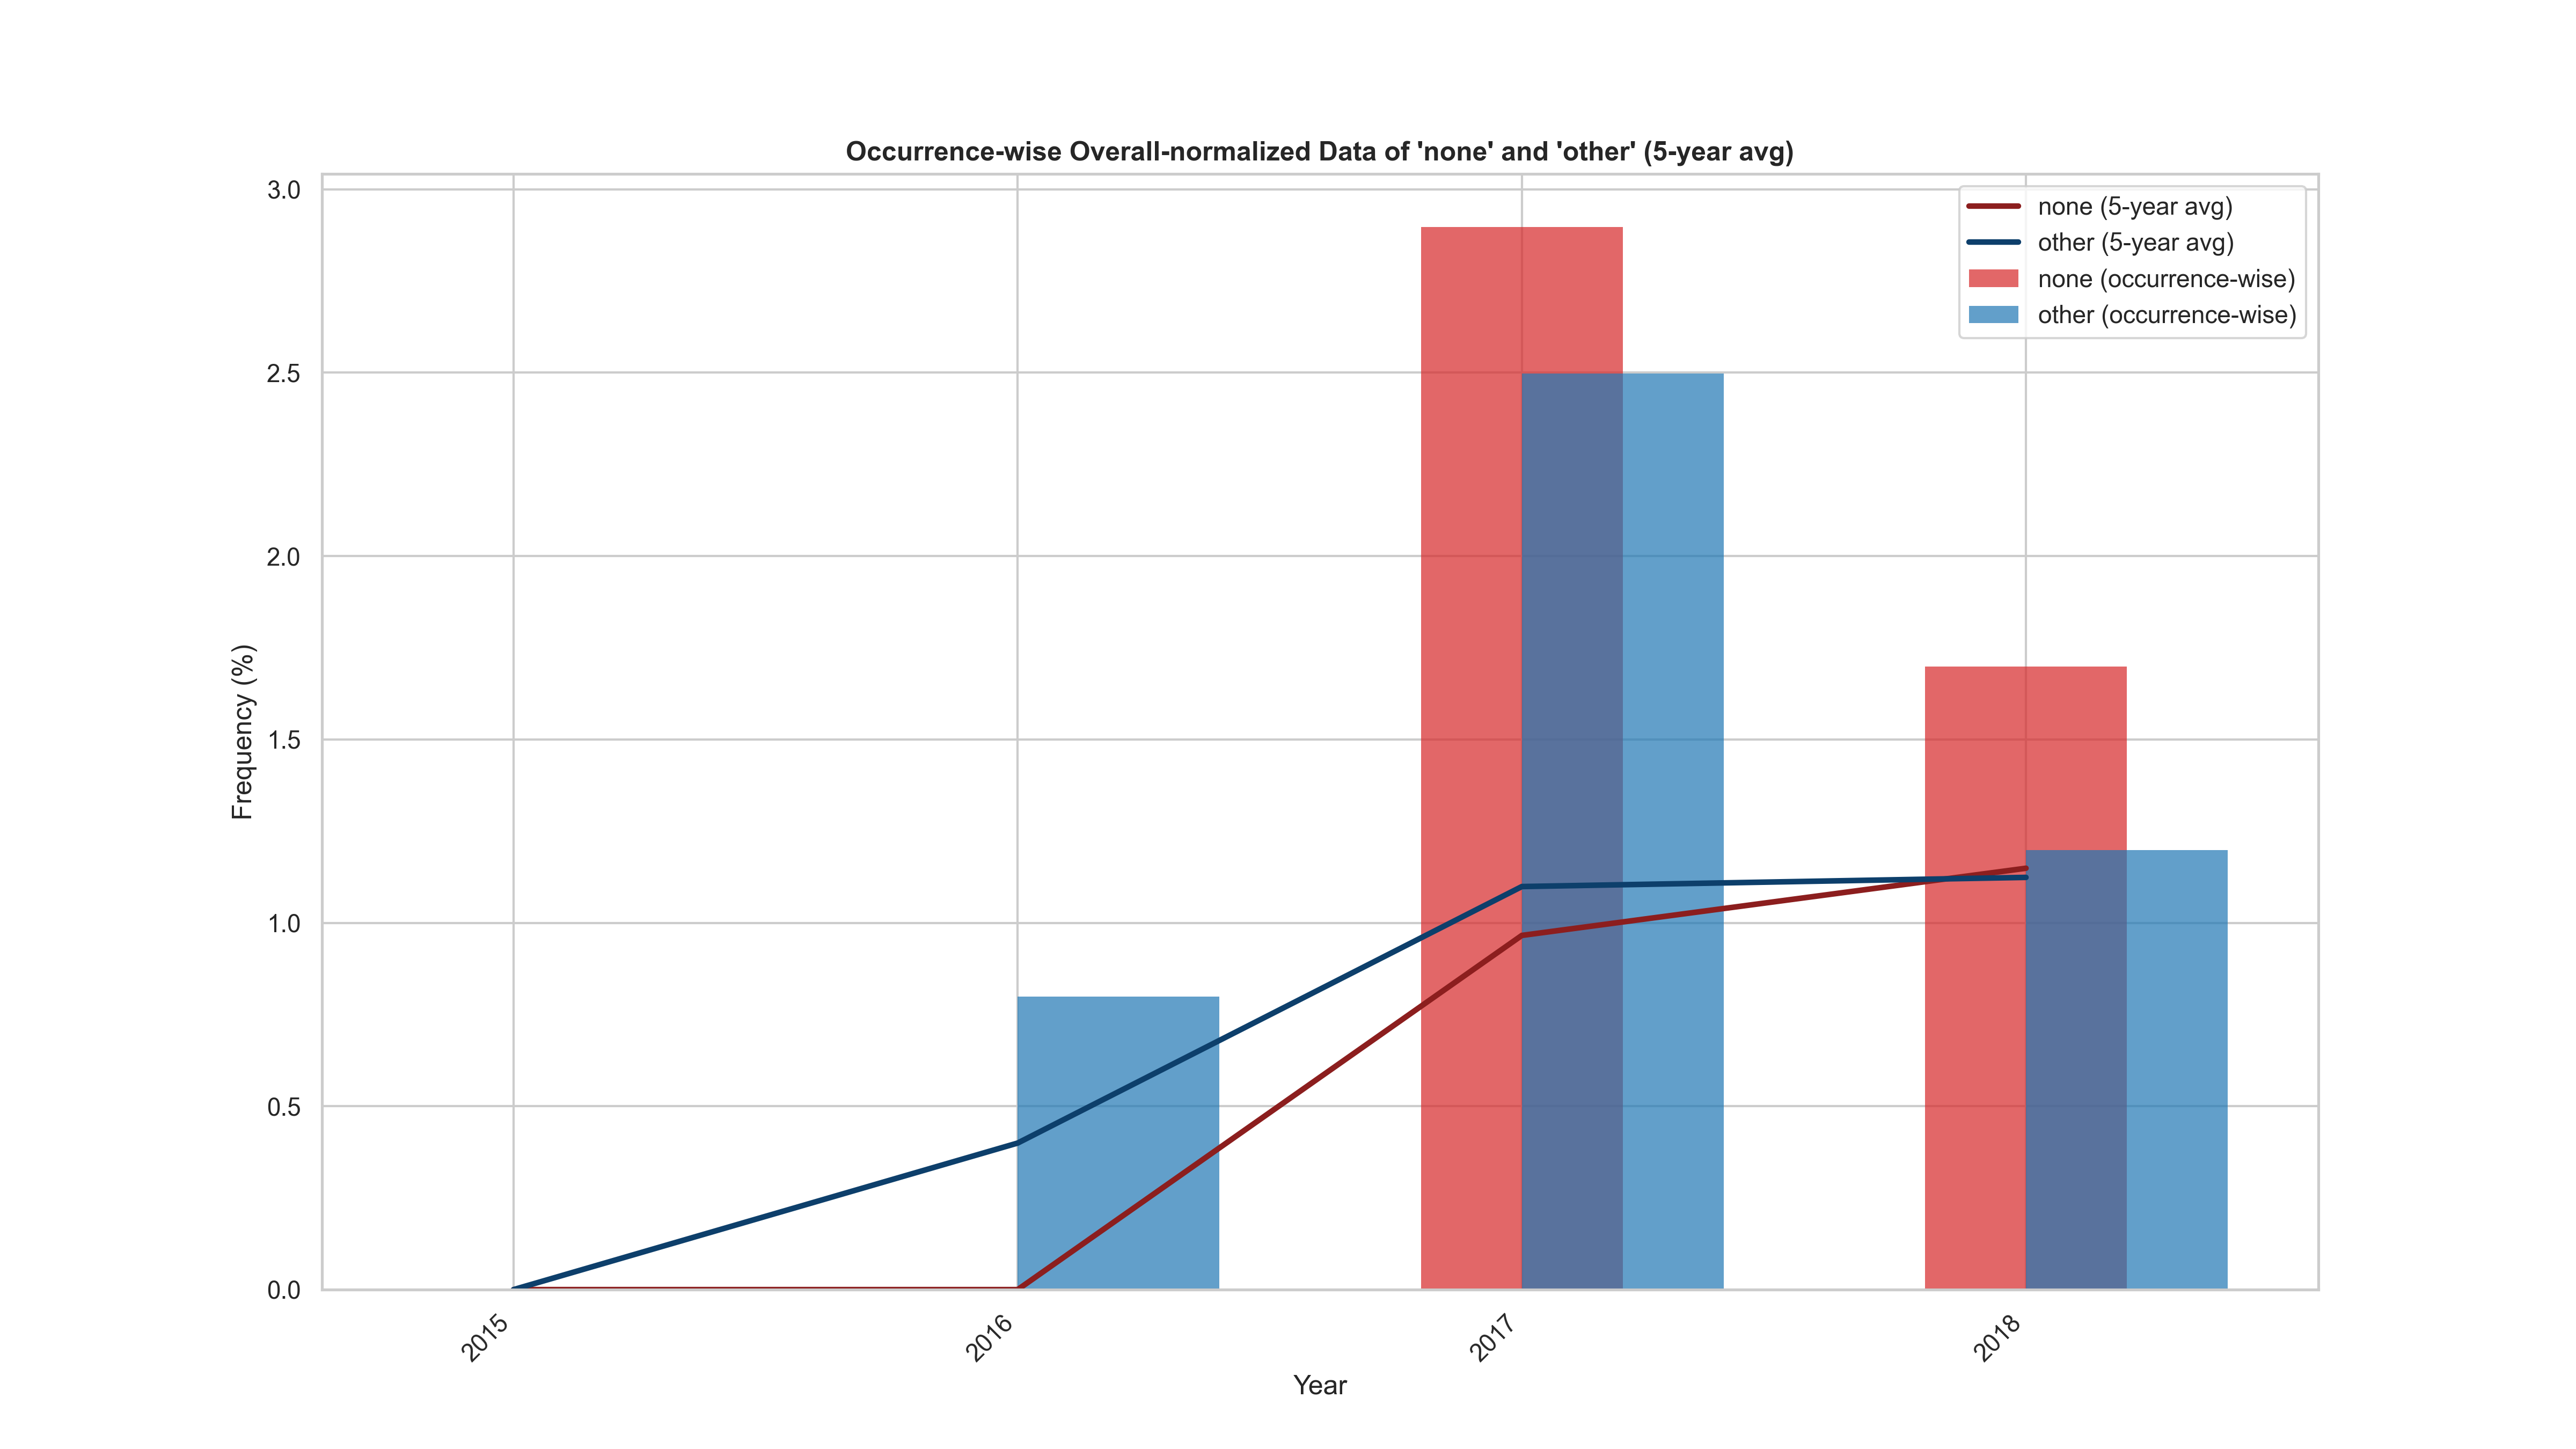 Occurrence-wise Overall-normalized Data of 'none' and 'other' (5-year avg)
none (5-year avg)
other (5-year avg)
none (occurrence-wise)
other (occurrence-wise)
Frequency (%)
3.0
2.5
2.0
1.5
1.0
0.5
0.0
2015
2016
2017
2018
Year